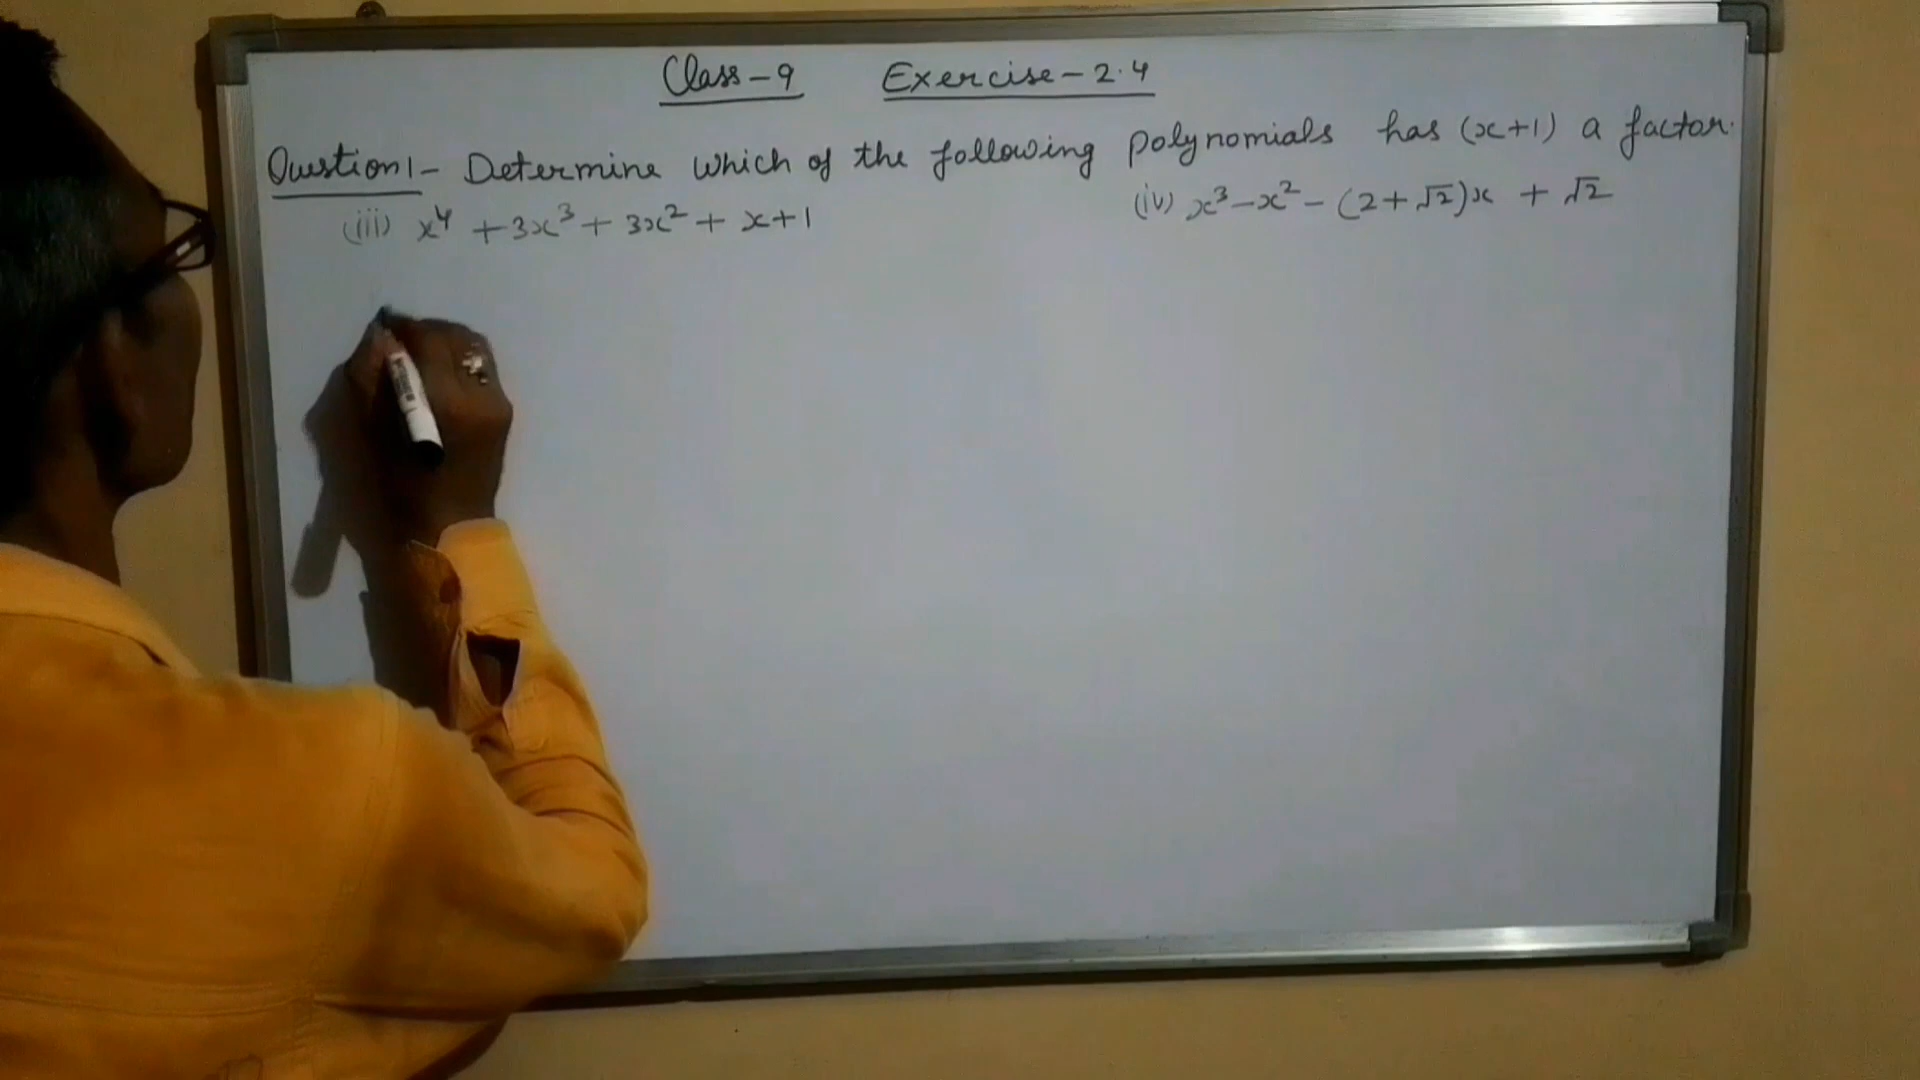 Class-9 Exercise-2.4
Question1- Determine which of the following polynomials has (x+1) a factor.
(iii) x⁴ + 3x³ + 3x² + x + 1 (iv) x³ - x² - (2+√2)x + √2